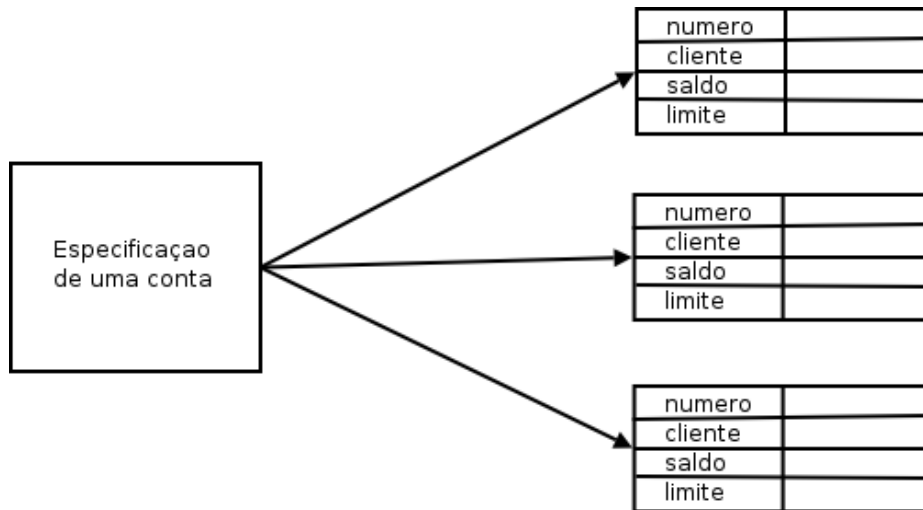 Especificaçao
de uma conta
numero
cliente
saldo
limite
numero
cliente
saldo
limite
numero
cliente
saldo
limite